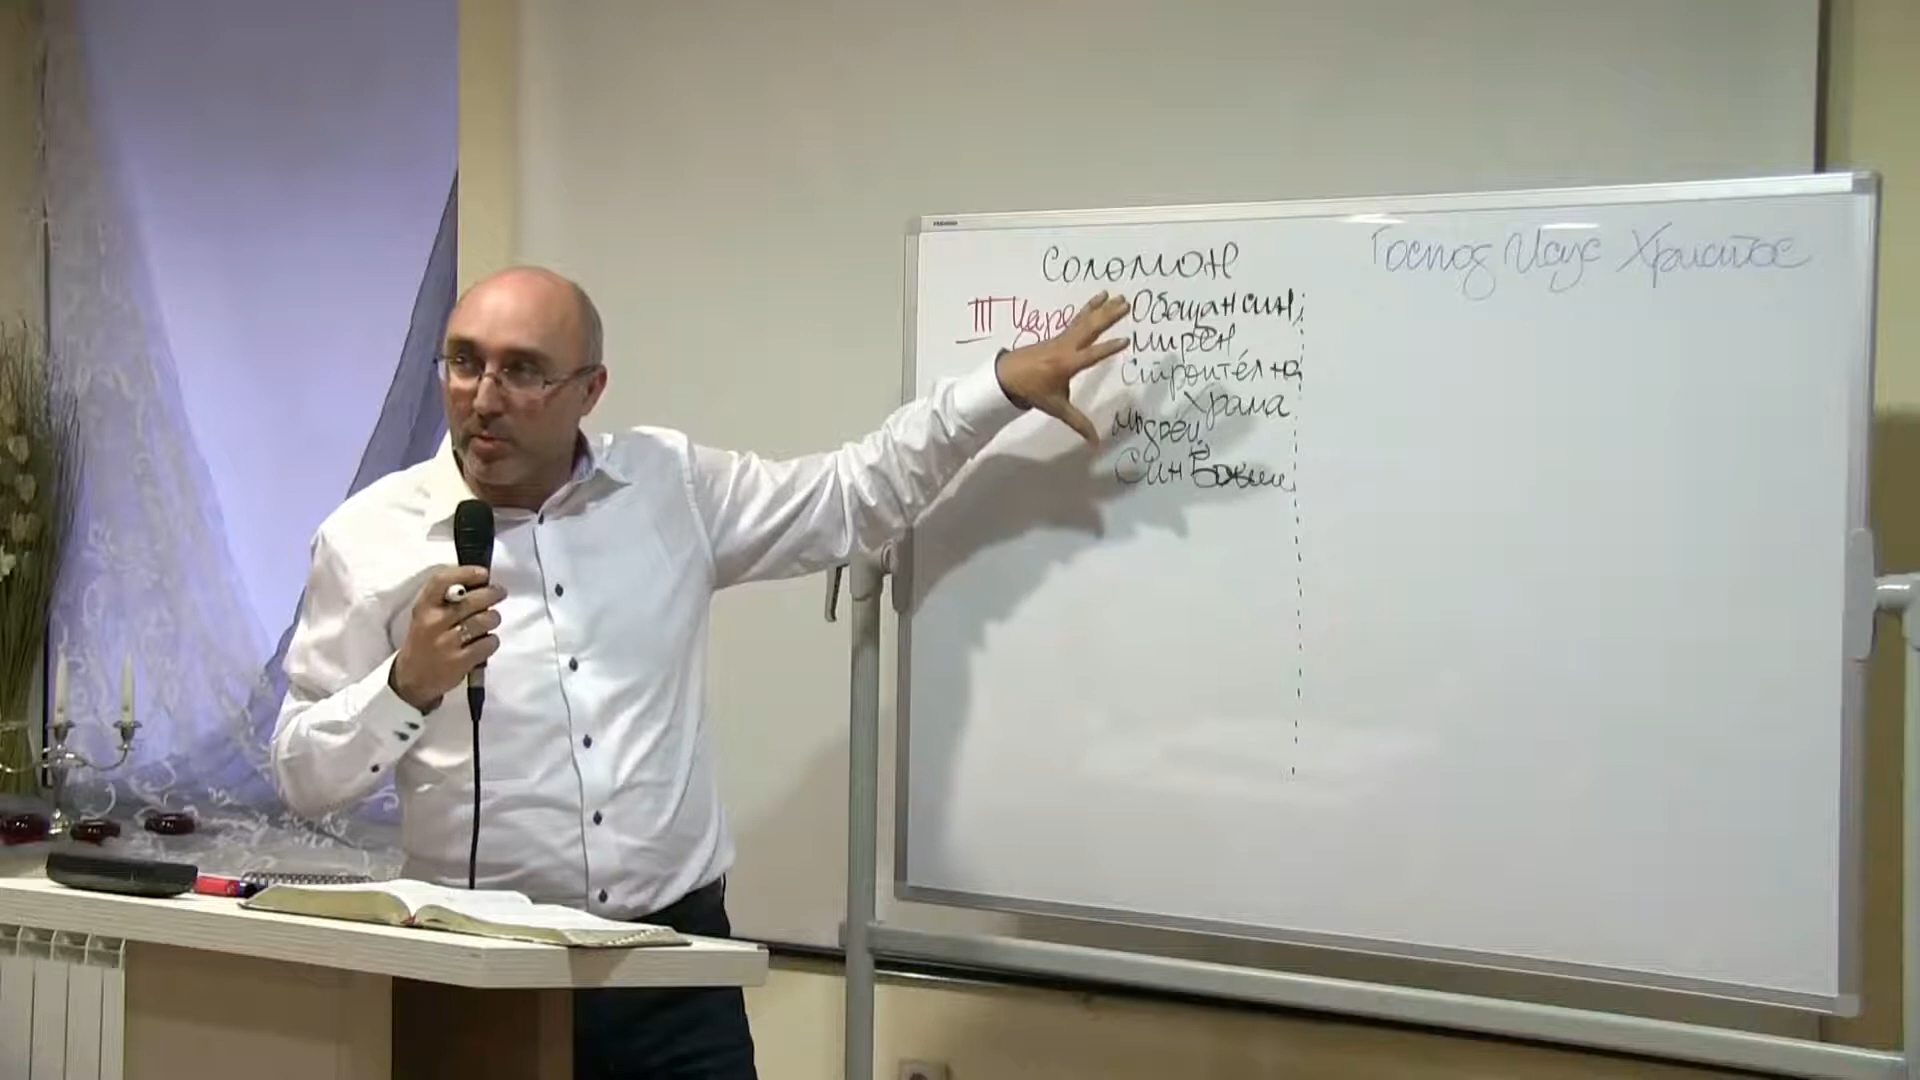 Соломон
Господ Исус Христос
III Царе
Обещан син
мирен
Строител на
Храма
мъдрец
Син Божии